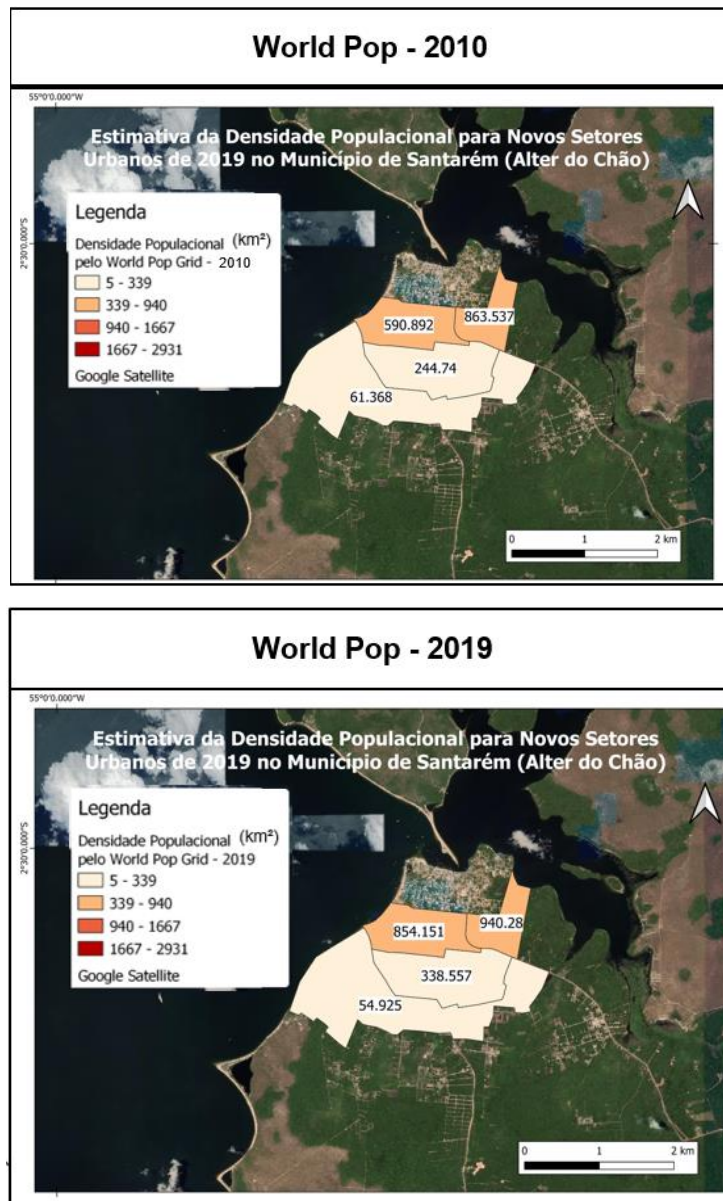 World Pop - 2010
55°0'0.000"W
Estimativa da Densidade Populacional para Novos Setores
Urbanos de 2019 no Município de Santarém (Alter do Chão)
2°30'0.000"S
Legenda
Densidade Populacional (km²)
pelo World Pop Grid - 2010
5 - 339
339 - 940
940 - 1667
1667 - 2931
Google Satellite
863.537
590.892
244.74
61.368
0 1 2 km
World Pop - 2019
55°0'0.000"W
Estimativa da Densidade Populacional para Novos Setores
Urbanos de 2019 no Município de Santarém (Alter do Chão)
2°30'0.000"S
Legenda
Densidade Populacional (km²)
pelo World Pop Grid - 2019
5 - 339
339 - 940
940 - 1667
1667 - 2931
Google Satellite
940.28
854.151
338.557
54.925
0 1 2 km